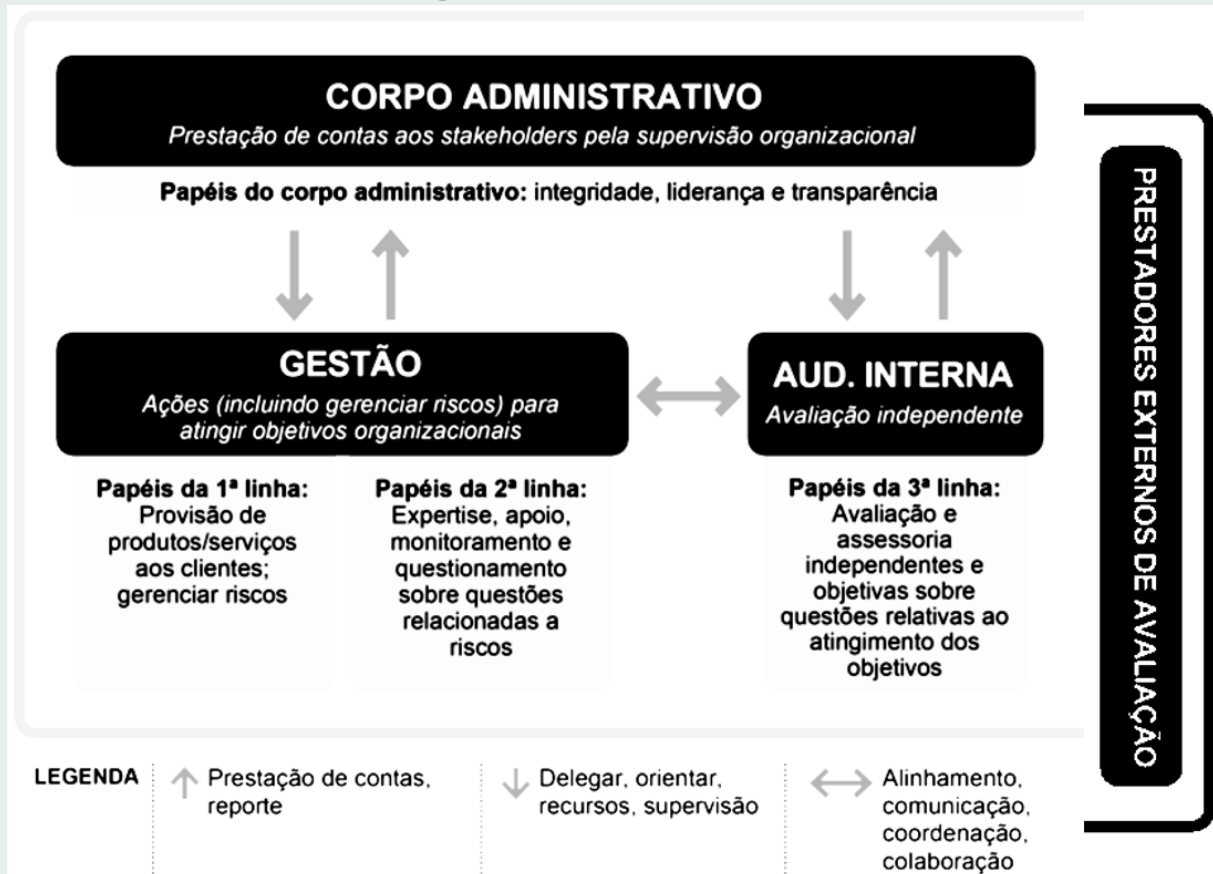 CORPO ADMINISTRATIVO
Prestação de contas aos stakeholders pela supervisão organizacional
Papéis do corpo administrativo: integridade, liderança e transparência
GESTÃO
Ações (incluindo gerenciar riscos) para
atingir objetivos organizacionais
Papéis da 1ª linha:
Provisão de
produtos/serviços
aos clientes;
gerenciar riscos
Papéis da 2ª linha:
Expertise, apoio,
monitoramento e
questionamento
sobre questões
relacionadas a
riscos
AUD. INTERNA
Avaliação independente
Papéis da 3ª linha:
Avaliação e
assessoria
independentes e
objetivas sobre
questões relativas ao
atingimento dos
objetivos
PRESTADORES EXTERNOS DE AVALIAÇÃO
LEGENDA
Prestação de contas,
reporte
Delegar, orientar,
recursos, supervisão
Alinhamento,
comunicação,
coordenação,
colaboração